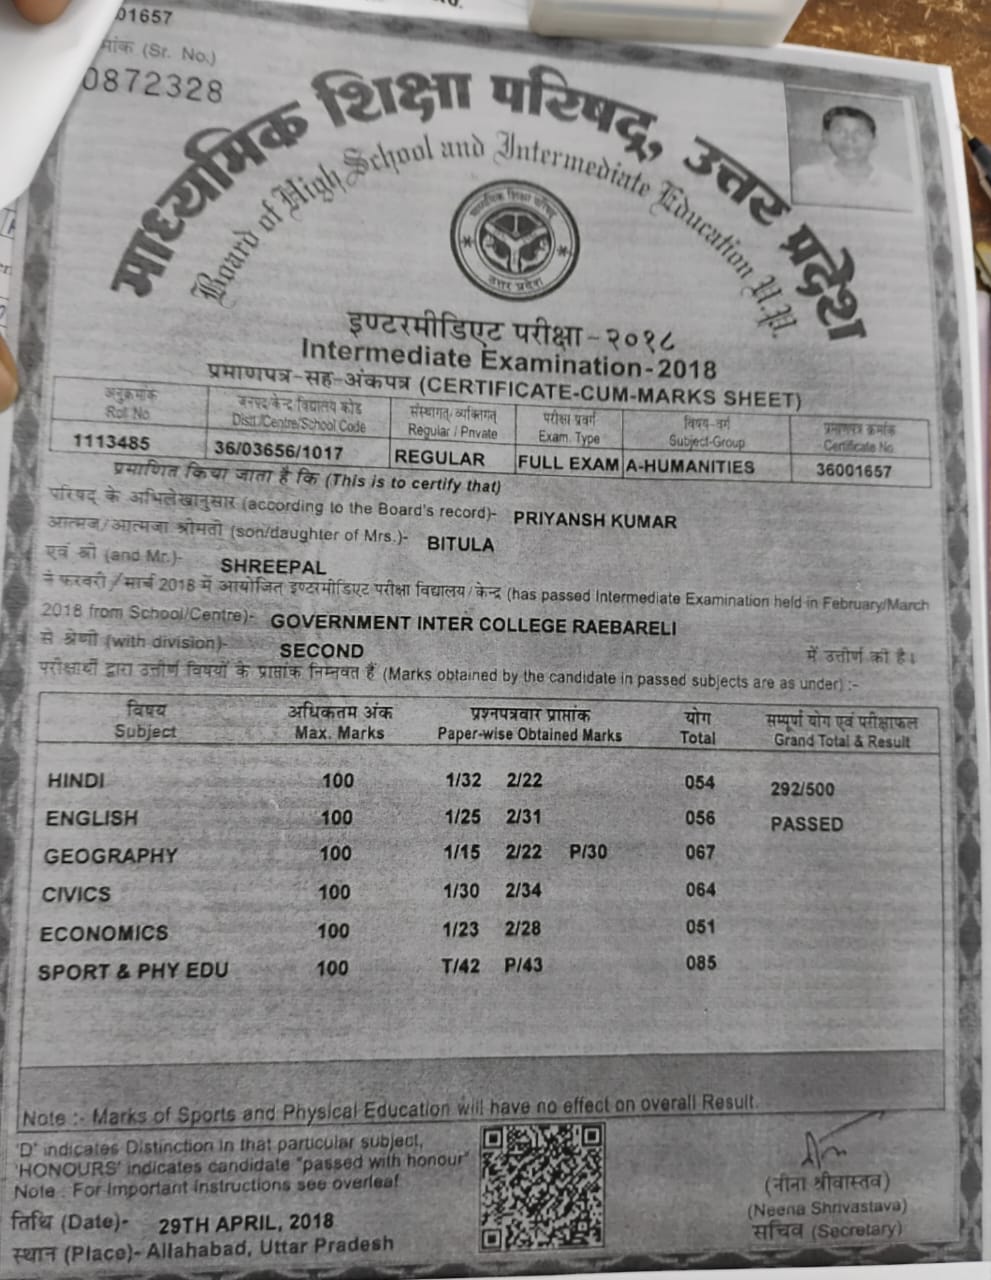 01657
मांक (Sr. No.)
0872328
माध्यमिक शिक्षा परिषद्, उत्तर प्रदेश
Board of High School and Intermediate Education U.P.
माध्यमिक शिक्षा परिषद्
उत्तर प्रदेश
इण्टरमीडिएट परीक्षा-२०१८
Intermediate Examination-2018
प्रमाणपत्र-सह-अंकपत्र (CERTIFICATE-CUM-MARKS SHEET)
अनुक्रमांक जनपद/केन्द्र/विद्यालय कोड संस्थागत/व्यक्तिगत परीक्षा प्रवर्ग विषय-वर्ग प्रमाणपत्र क्रमांक
Roll No Distt./Centre/School Code Regular / Private Exam. Type Subject-Group Certificate No.
1113485 36/03656/1017 REGULAR FULL EXAM A-HUMANITIES 36001657
प्रमाणित किया जाता है कि (This is to certify that)
परिषद् के अभिलेखानुसार (according to the Board's record)- PRIYANSH KUMAR
आत्मज/आत्मजा श्रीमती (son/daughter of Mrs.)- BITULA
एवं श्री (and Mr.)- SHREEPAL
ने फरवरी/मार्च 2018 में आयोजित इण्टरमीडिएट परीक्षा विद्यालय/केन्द्र (has passed Intermediate Examination held in February/March
2018 from School/Centre)- GOVERNMENT INTER COLLEGE RAEBARELI
से श्रेणी (with division)- SECOND में उत्तीर्ण की है।
परीक्षार्थी द्वारा उत्तीर्ण विषयों के प्राप्तांक निम्नवत हैं (Marks obtained by the candidate in passed subjects are as under) :-
विषय अधिकतम अंक प्रश्नपत्रवार प्राप्तांक योग सम्पूर्ण योग एवं परीक्षाफल
Subject Max. Marks Paper-wise Obtained Marks Total Grand Total & Result
HINDI 100 1/32 2/22 054 292/500
ENGLISH 100 1/25 2/31 056 PASSED
GEOGRAPHY 100 1/15 2/22 P/30 067
CIVICS 100 1/30 2/34 064
ECONOMICS 100 1/23 2/28 051
SPORT & PHY EDU 100 T/42 P/43 085
Note :- Marks of Sports and Physical Education will have no effect on overall Result.
'D' indicates Distinction in that particular subject,
'HONOURS' indicates candidate "passed with honour"
Note : For Important Instructions see overleaf
तिथि (Date)- 29TH APRIL, 2018
स्थान (Place)- Allahabad, Uttar Pradesh
(नीना श्रीवास्तव)
(Neena Shrivastava)
सचिव (Secretary)